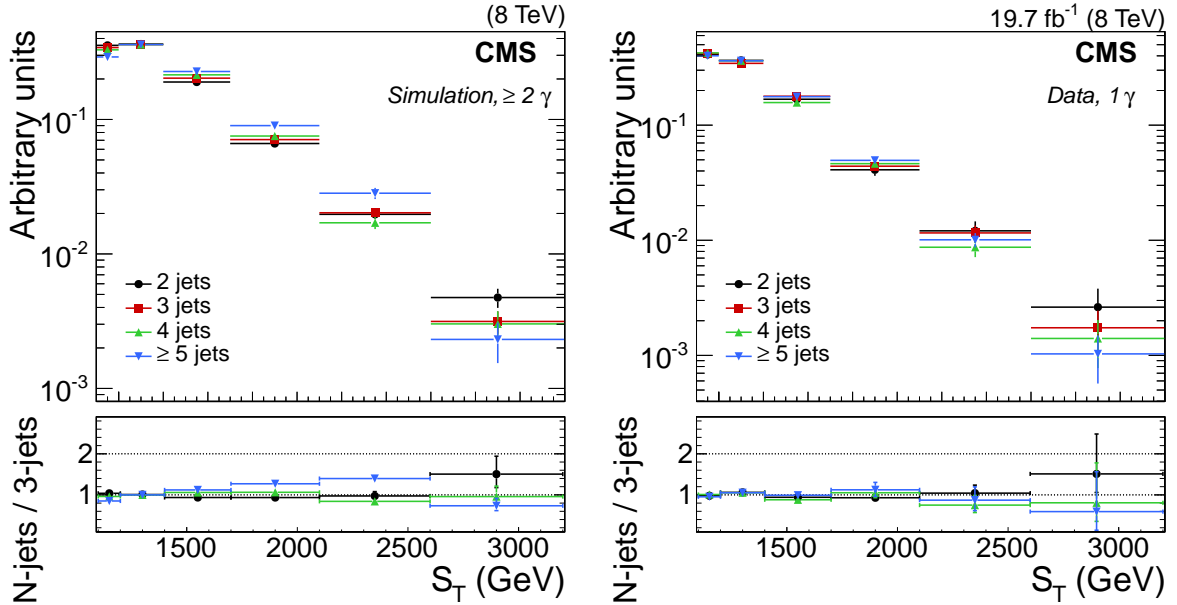 (8 TeV)
CMS
Simulation, ≥ 2 γ
Arbitrary units
10⁻¹
10⁻²
10⁻³
2 jets
3 jets
4 jets
≥ 5 jets
N-jets / 3-jets
2
1
1500 2000 2500 3000
S_T (GeV)
19.7 fb⁻¹ (8 TeV)
CMS
Data, 1 γ
Arbitrary units
10⁻¹
10⁻²
10⁻³
2 jets
3 jets
4 jets
≥ 5 jets
N-jets / 3-jets
2
1
1500 2000 2500 3000
S_T (GeV)